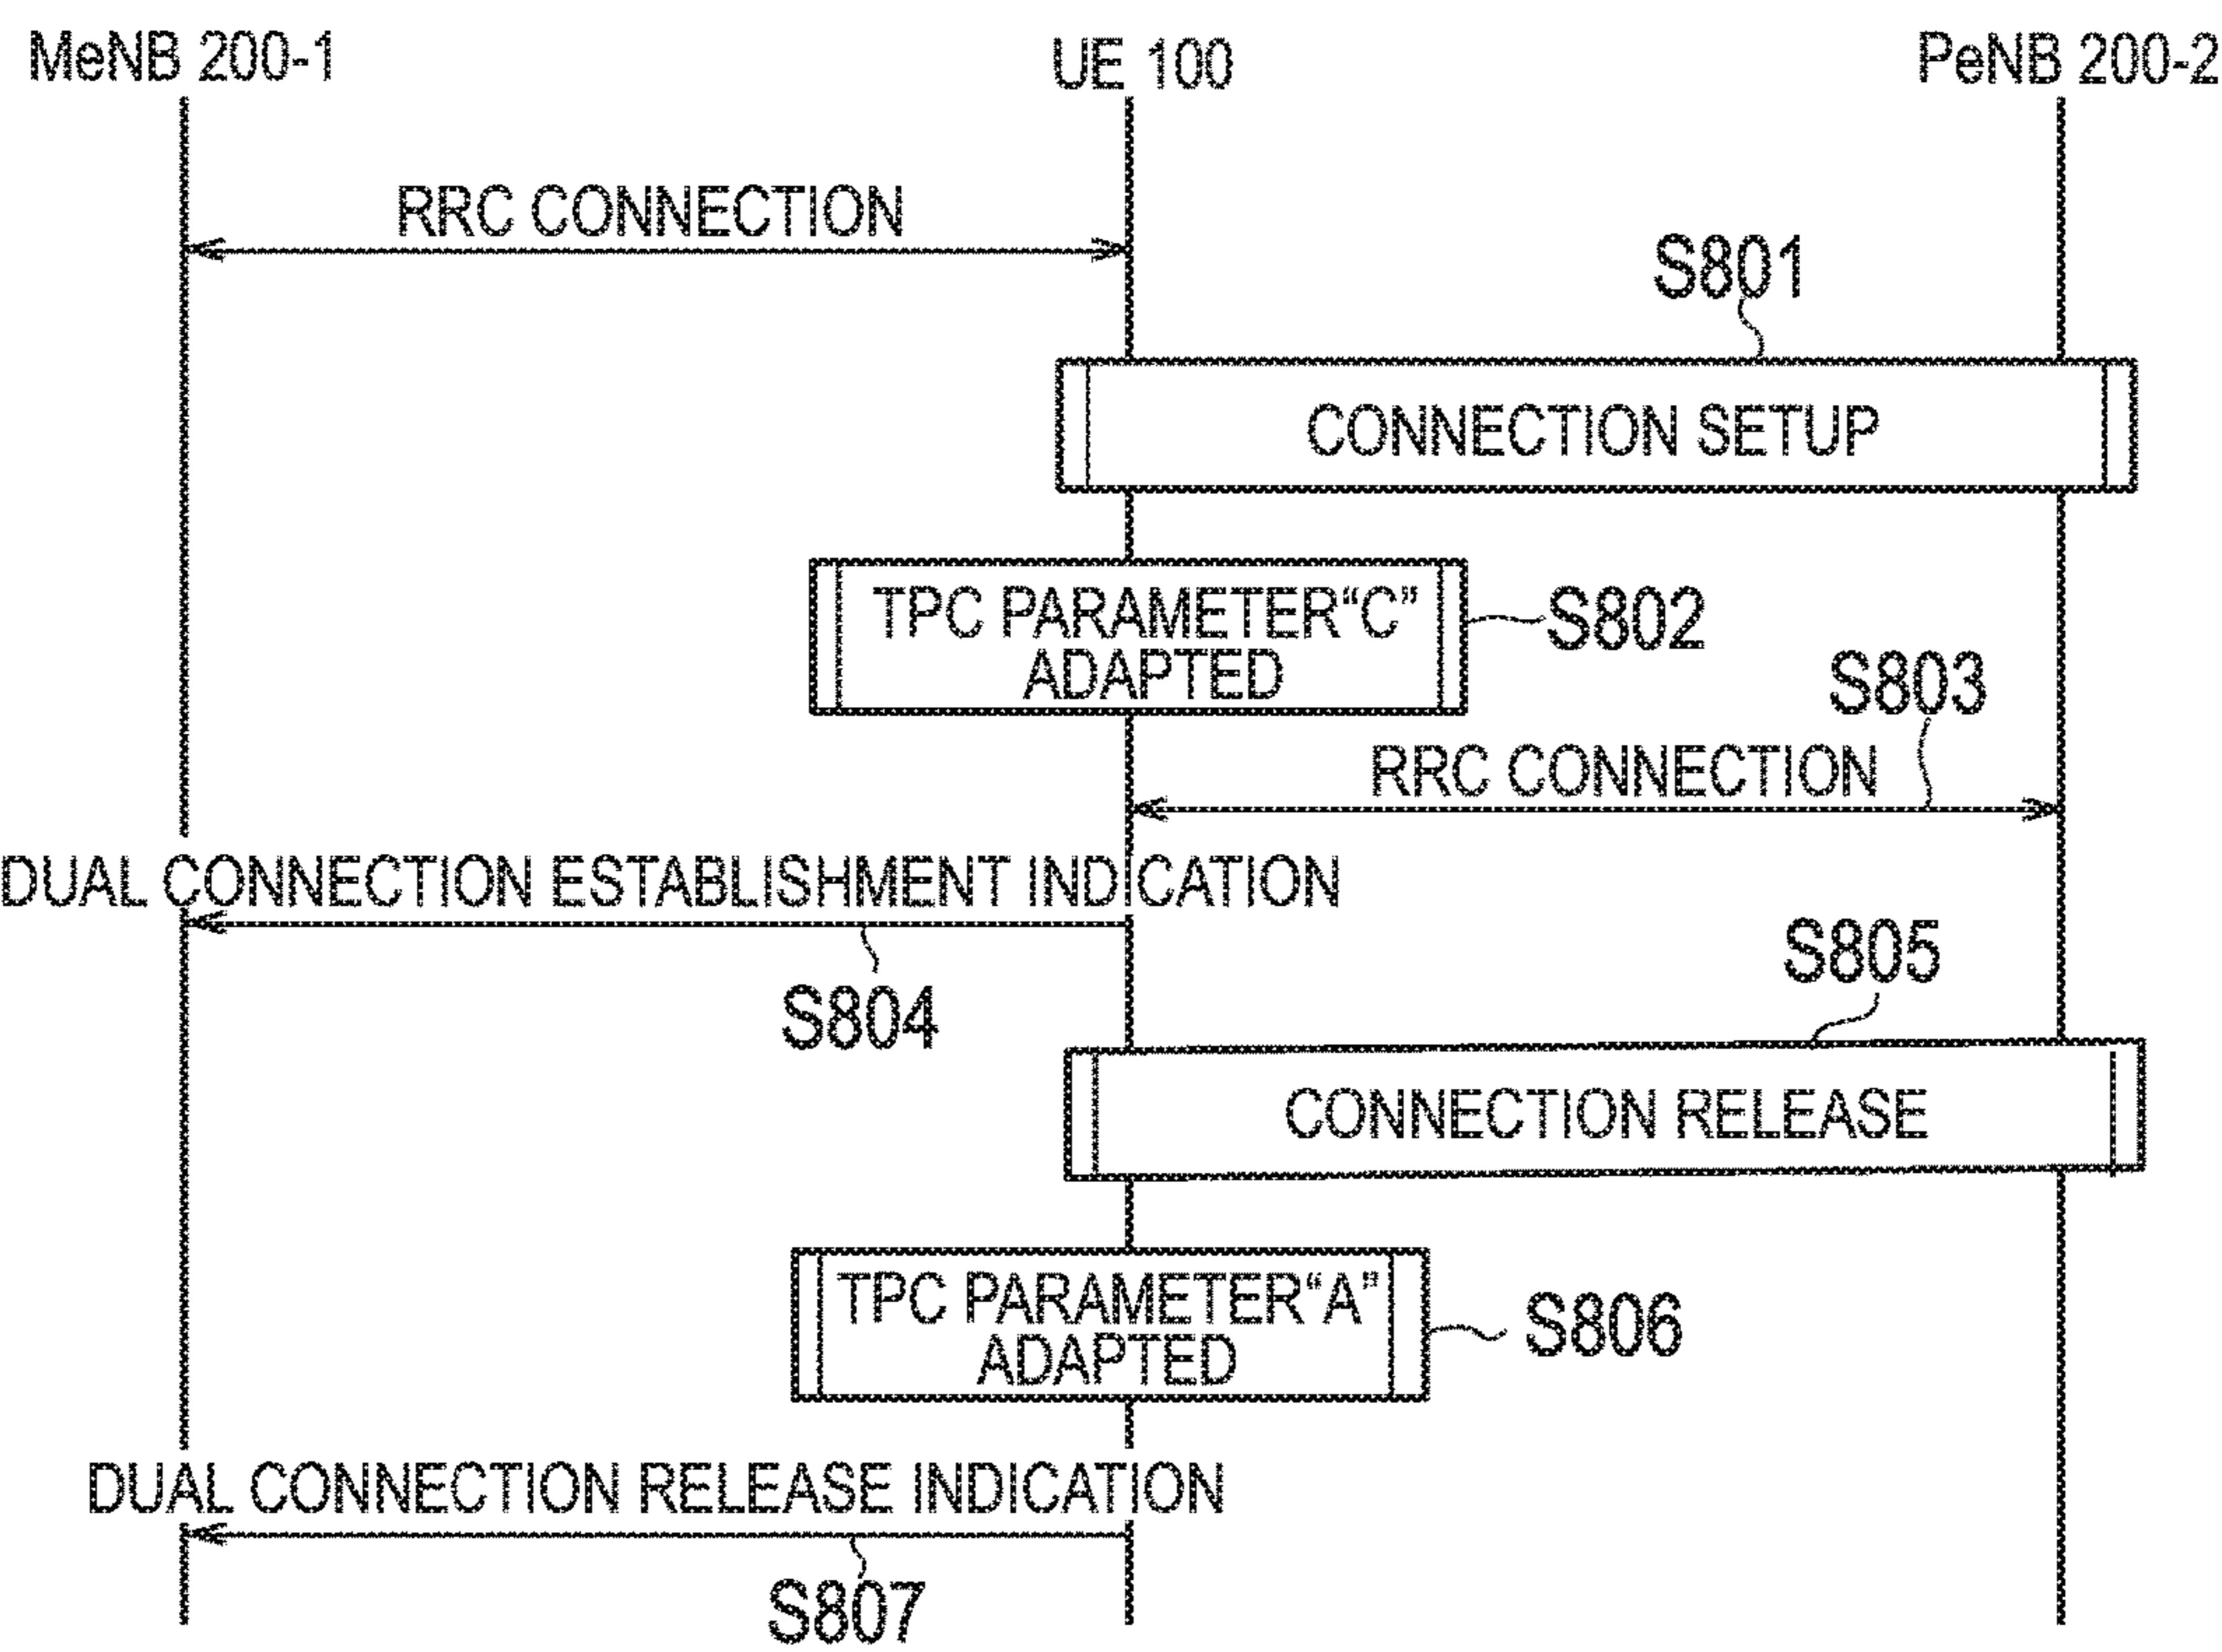 MeNB 200-1
UE 100
PeNB 200-2
RRC CONNECTION
S801
CONNECTION SETUP
TPC PARAMETER“C”
ADAPTED
S802
S803
RRC CONNECTION
DUAL CONNECTION ESTABLISHMENT INDICATION
S804
S805
CONNECTION RELEASE
TPC PARAMETER“A”
ADAPTED
S806
DUAL CONNECTION RELEASE INDICATION
S807